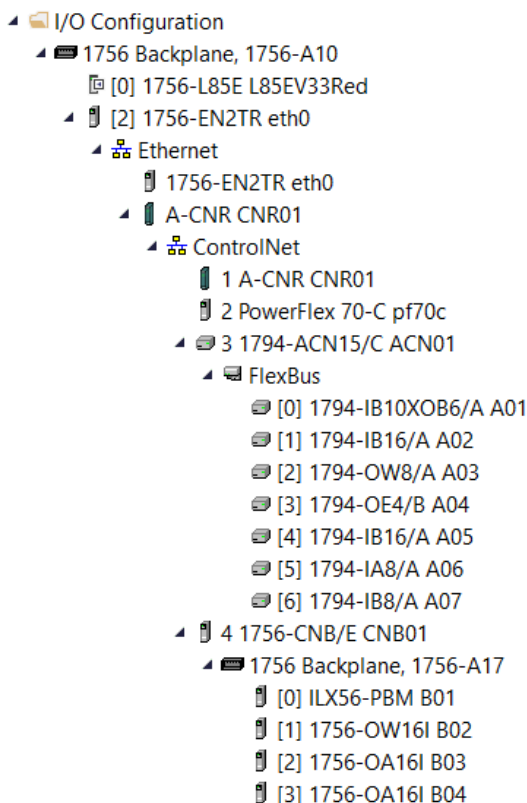 I/O Configuration
1756 Backplane, 1756-A10
[0] 1756-L85E L85EV33Red
[2] 1756-EN2TR eth0
Ethernet
1756-EN2TR eth0
A-CNR CNR01
ControlNet
1 A-CNR CNR01
2 PowerFlex 70-C pf70c
3 1794-ACN15/C ACN01
FlexBus
[0] 1794-IB10XOB6/A A01
[1] 1794-IB16/A A02
[2] 1794-OW8/A A03
[3] 1794-OE4/B A04
[4] 1794-IB16/A A05
[5] 1794-IA8/A A06
[6] 1794-IB8/A A07
4 1756-CNB/E CNB01
1756 Backplane, 1756-A17
[0] ILX56-PBM B01
[1] 1756-OW16I B02
[2] 1756-OA16I B03
[3] 1756-OA16I B04